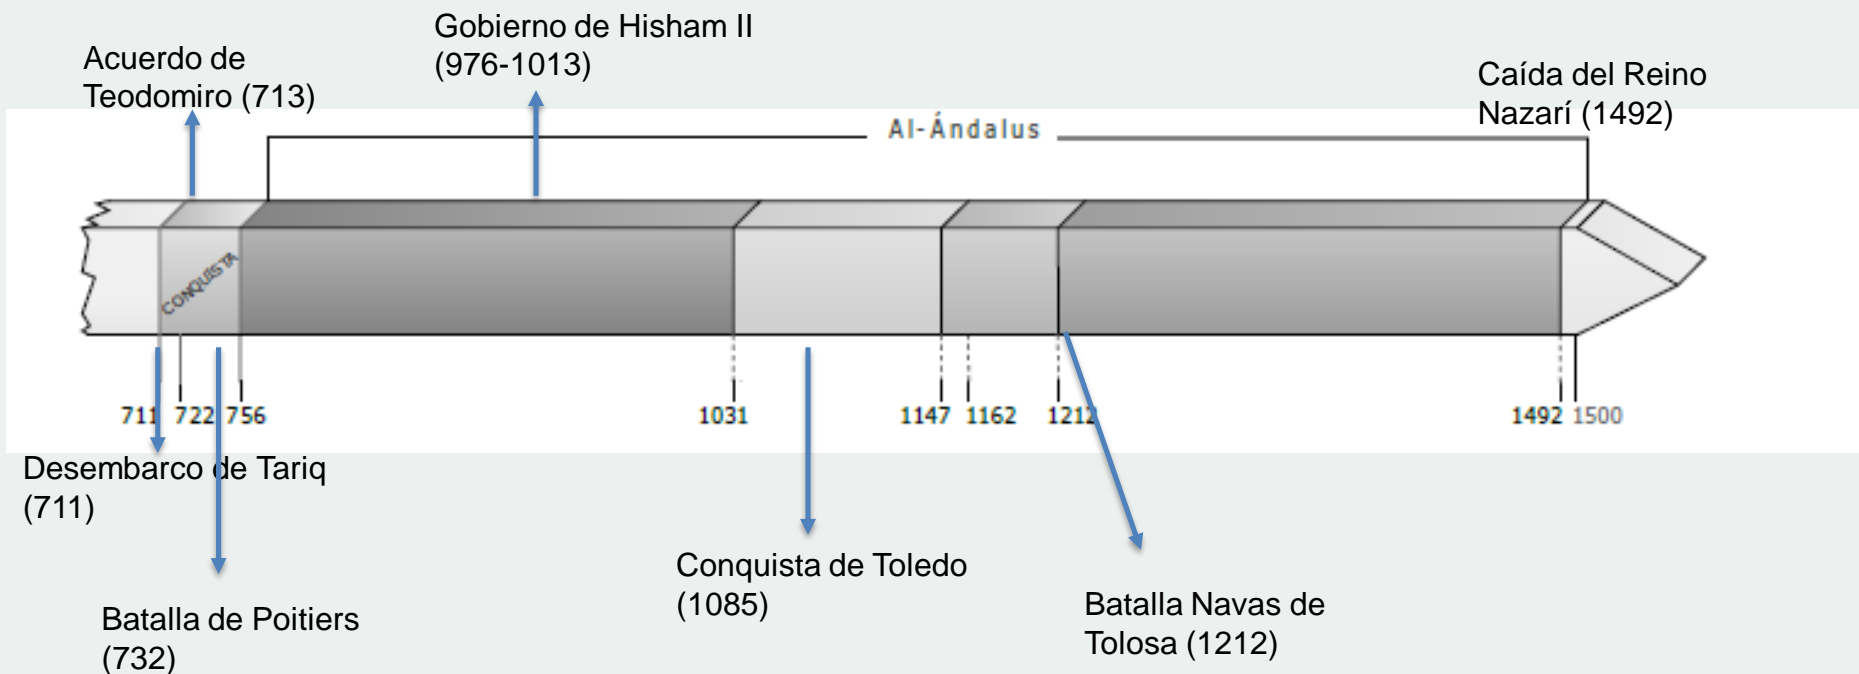 Gobierno de Hisham II
(976-1013)
Acuerdo de
Teodomiro (713)
Caída del Reino
Nazarí (1492)
Al-Ándalus
CONQUISTA
711 722 756 1031 1147 1162 1212 1492 1500
Desembarco de Tariq
(711)
Batalla de Poitiers
(732)
Conquista de Toledo
(1085)
Batalla Navas de
Tolosa (1212)